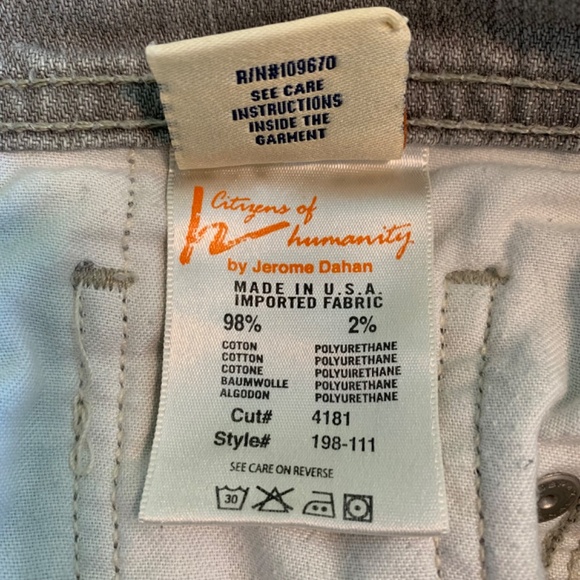 R/N#109670
SEE CARE
INSTRUCTIONS
INSIDE THE
GARMENT
Citizens of
h humanity
by Jerome Dahan
MADE IN U.S.A.
IMPORTED FABRIC
98% 2%
COTON POLYURETHANE
COTTON POLYURETHANE
COTONE POLYUIRETHANE
BAUMWOLLE POLYURETHANE
ALGODON POLYURETHANE
Cut# 4181
Style# 198-111
SEE CARE ON REVERSE
30